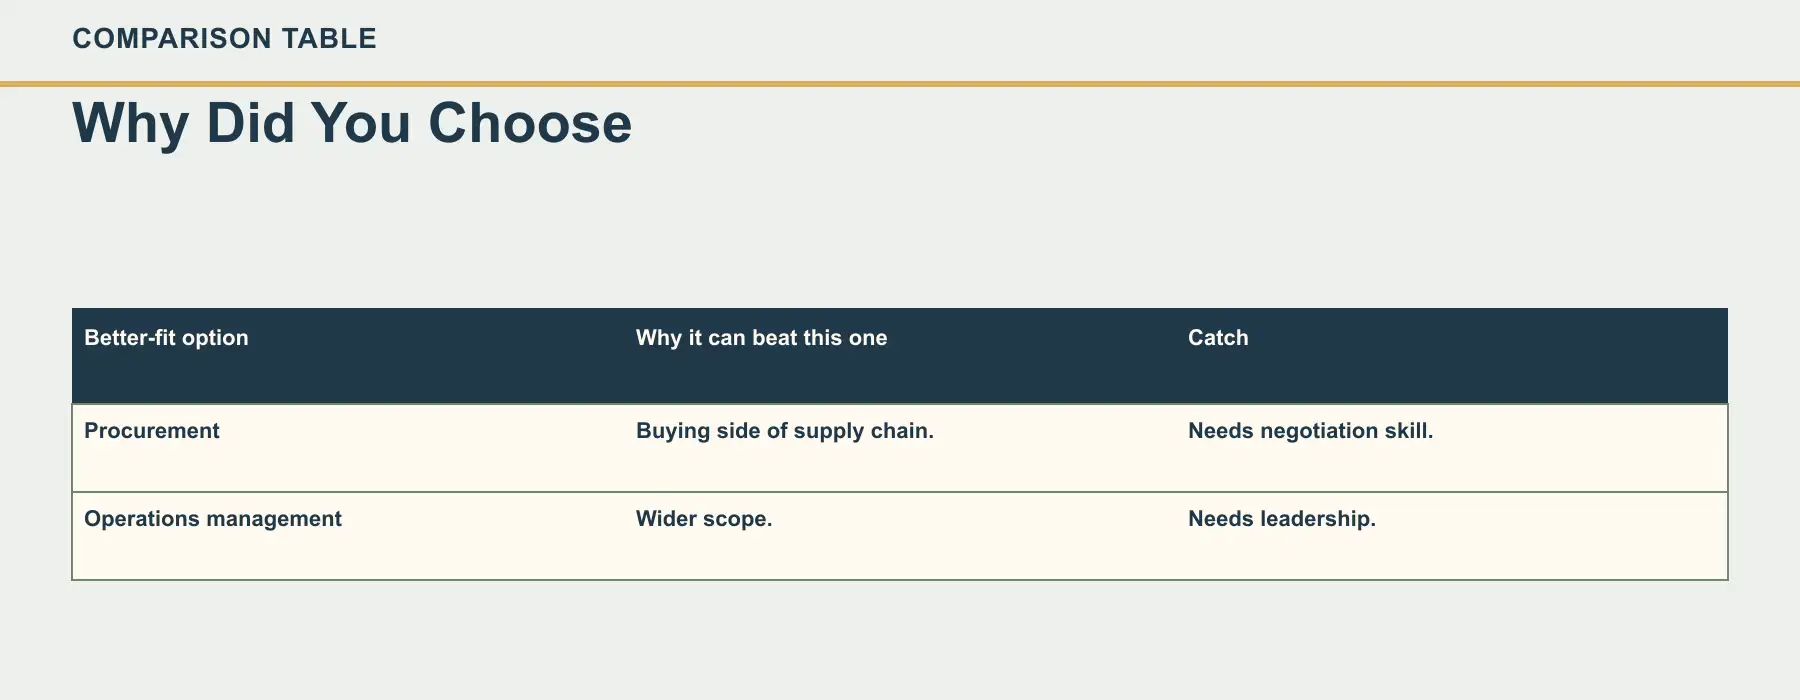 COMPARISON TABLE
Why Did You Choose
Better-fit option Why it can beat this one Catch
Procurement Buying side of supply chain. Needs negotiation skill.
Operations management Wider scope. Needs leadership.